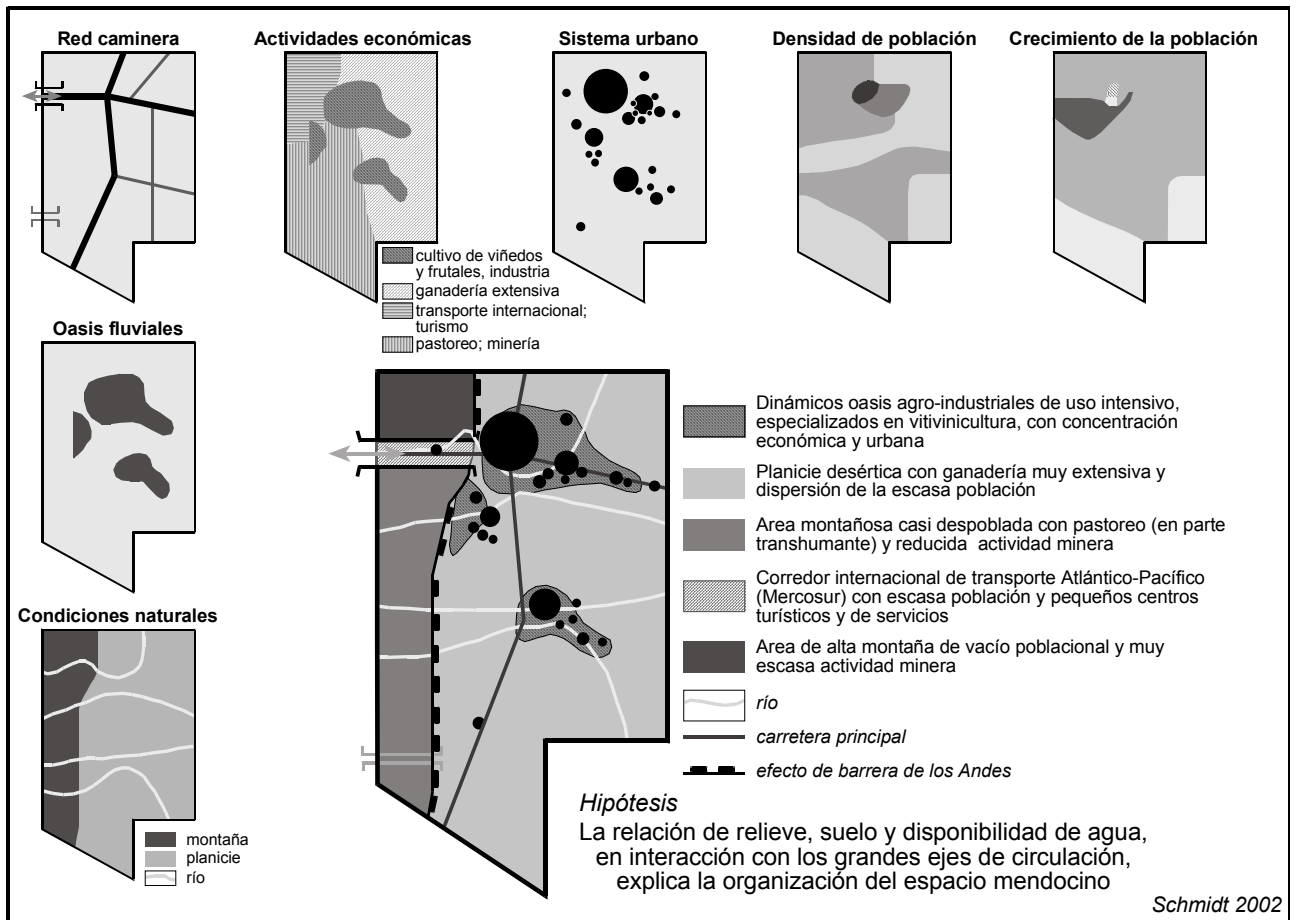 Red caminera
Actividades económicas
Sistema urbano
Densidad de población
Crecimiento de la población
cultivo de viñedos
y frutales, industria
ganadería extensiva
transporte internacional;
turismo
pastoreo; minería
Oasis fluviales
Condiciones naturales
montaña
planicie
río
Dinámicos oasis agro-industriales de uso intensivo,
especializados en vitivinicultura, con concentración
económica y urbana
Planicie desértica con ganadería muy extensiva y
dispersión de la escasa población
Area montañosa casi despoblada con pastoreo (en parte
transhumante) y reducida actividad minera
Corredor internacional de transporte Atlántico-Pacífico
(Mercosur) con escasa población y pequeños centros
turísticos y de servicios
Area de alta montaña de vacío poblacional y muy
escasa actividad minera
río
carretera principal
efecto de barrera de los Andes
Hipótesis
La relación de relieve, suelo y disponibilidad de agua,
en interacción con los grandes ejes de circulación,
explica la organización del espacio mendocino
Schmidt 2002